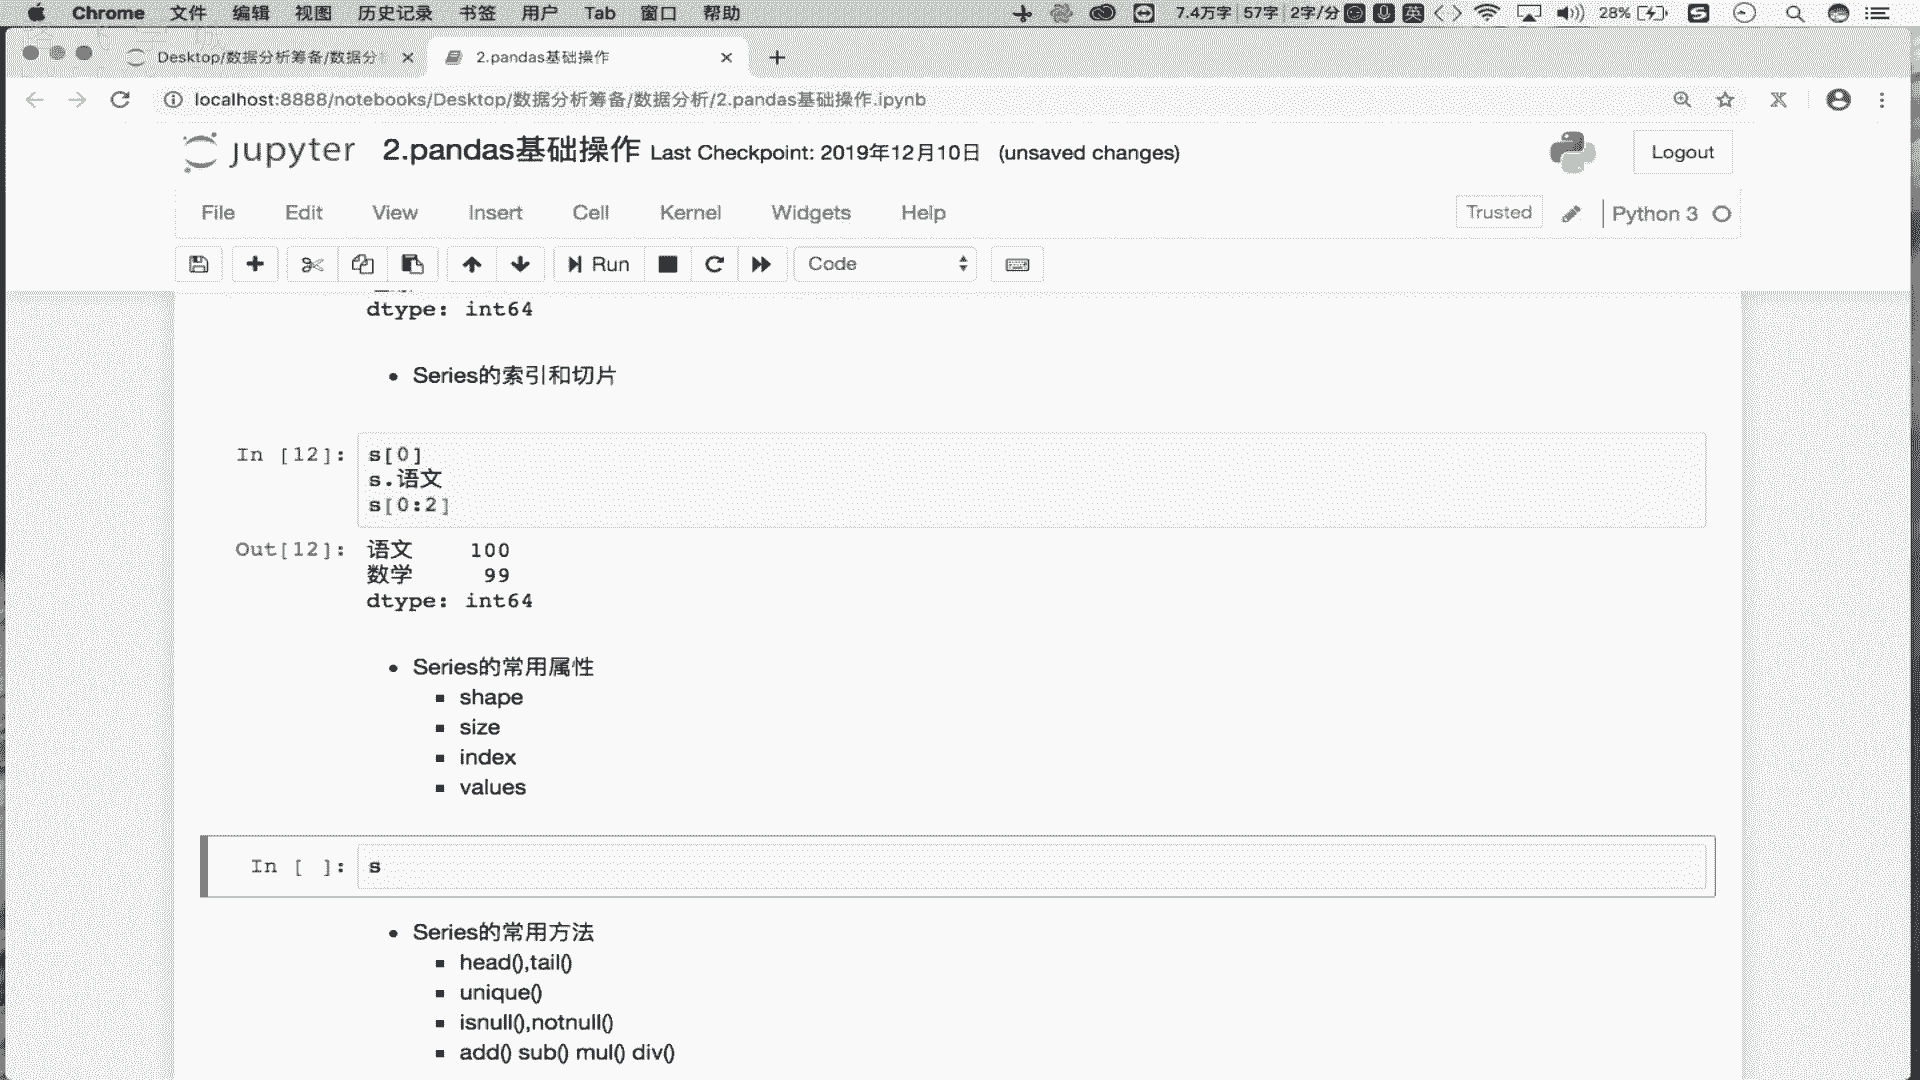 Chrome 文件 编辑 视图 历史记录 书签 用户 Tab 窗口 帮助 7.4万字 57字 2字/分 英 28%
Desktop/数据分析筹备/数据分 2.pandas基础操作
localhost:8888/notebooks/Desktop/数据分析筹备/数据分析/2.pandas基础操作.ipynb
jupyter 2.pandas基础操作 Last Checkpoint: 2019年12月10日 (unsaved changes) Logout
File Edit View Insert Cell Kernel Widgets Help Trusted Python 3
Run Code
dtype: int64
Series的索引和切片
In [12]: s[0]
s.语文
s[0:2]
Out[12]: 语文 100
数学 99
dtype: int64
Series的常用属性
shape
size
index
values
In [ ]: s
Series的常用方法
head(),tail()
unique()
isnull(),notnull()
add() sub() mul() div()